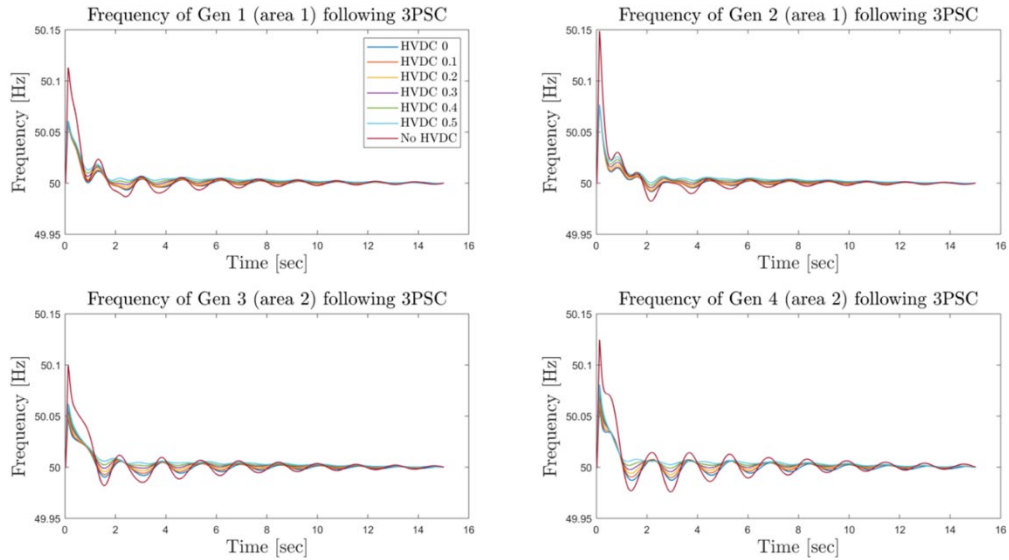 Frequency of Gen 1 (area 1) following 3PSC
50.15
50.1
50.05
50
49.95
Frequency [Hz]
HVDC 0
HVDC 0.1
HVDC 0.2
HVDC 0.3
HVDC 0.4
HVDC 0.5
No HVDC
0 2 4 6 8 10 12 14 16
Time [sec]
Frequency of Gen 2 (area 1) following 3PSC
50.15
50.1
50.05
50
49.95
Frequency [Hz]
0 2 4 6 8 10 12 14 16
Time [sec]
Frequency of Gen 3 (area 2) following 3PSC
50.15
50.1
50.05
50
49.95
Frequency [Hz]
0 2 4 6 8 10 12 14 16
Time [sec]
Frequency of Gen 4 (area 2) following 3PSC
50.15
50.1
50.05
50
49.95
Frequency [Hz]
0 2 4 6 8 10 12 14 16
Time [sec]